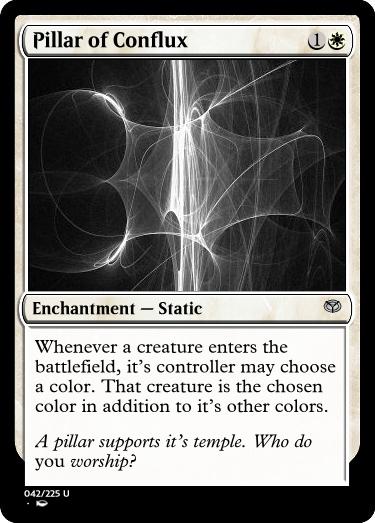 Pillar of Conflux
1
Enchantment — Static
Whenever a creature enters the
battlefield, it's controller may choose
a color. That creature is the chosen
color in addition to it's other colors.
A pillar supports it's temple. Who do
you worship?
042/225 U